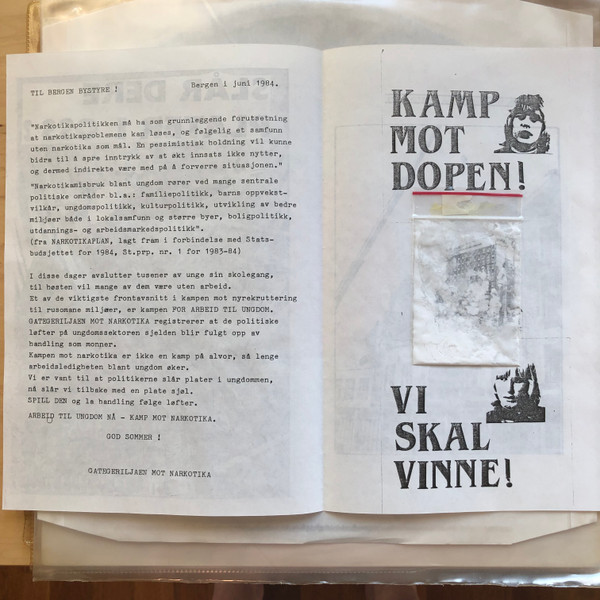 TIL BERGEN BYSTYRE !
Bergen i juni 1984.
"Narkotikapolitikken må ha som grunnleggende forutsetning
at narkotikaproblemene kan løses, og følgelig et samfunn
uten narkotika som mål. En pessimistisk holdning vil kunne
bidra til å spre inntrykk av at økt innsats ikke nytter,
og dermed indirekte være med på å forverre situasjonen."
"Narkotikamisbruk blant ungdom rører ved mange sentrale
politiske områder bl.a.: familiepolitikk, barns oppvekst-
vilkår, ungdomspolitikk, kulturpolitikk, utvikling av bedre
miljøer både i lokalsamfunn og større byer, boligpolitikk,
utdannings- og arbeidsmarkedspolitikk".
(fra NARKOTIKAPLAN, lagt fram i forbindelse med Stats-
budsjettet for 1984, St.prp. nr. 1 for 1983-84)
I disse dager avslutter tusener av unge sin skolegang,
til høsten vil mange av dem være uten arbeid.
Et av de viktigste frontavsnitt i kampen mot nyrekruttering
til rusomane miljøer, er kampen FOR ARBEID TIL UNGDOM.
GATEGERILJAEN MOT NARKOTIKA registrerer at de politiske
løfter på ungdomssektoren sjelden blir fulgt opp av
handling som monner.
Kampen mot narkotika er ikke en kamp på alvor, så lenge
arbeidsledigheten blant ungdom øker.
Vi er vant til at politikerne slår plater i ungdommen,
nå slår vi tilbake med en plate sjøl.
SPILL DEN og la handling følge løfter.
ARBEID TIL UNGDOM NÅ - KAMP MOT NARKOTIKA.
GOD SOMMER !
GATEGERILJAEN MOT NARKOTIKA
KAMP
MOT
DOPEN!
VI
SKAL
VINNE!